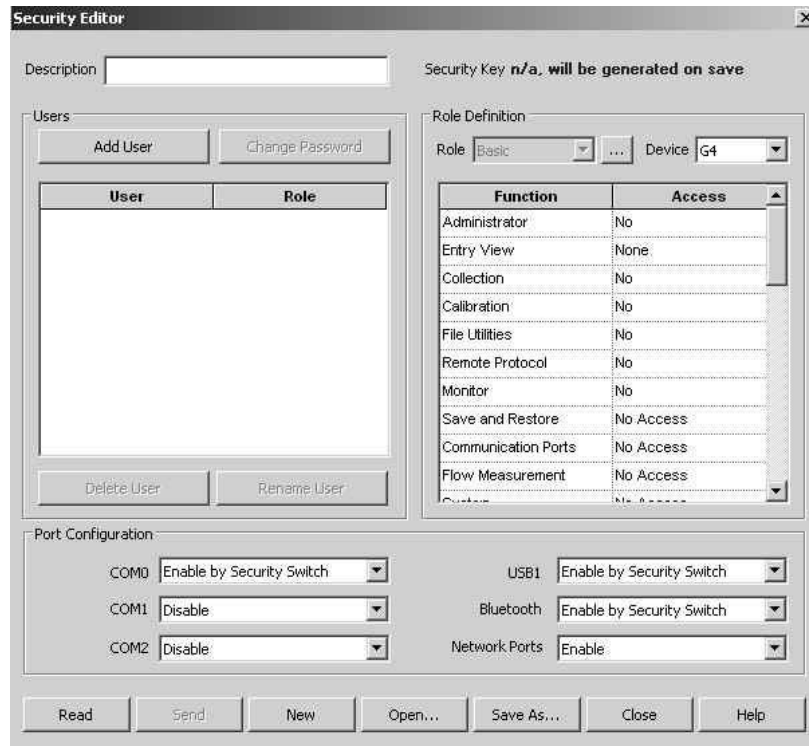 Security Editor
Description Security Key n/a, will be generated on save
Users
Add User Change Password
User Role
Delete User Rename User
Role Definition
Role Basic ... Device G4
Function Access
Administrator No
Entry View None
Collection No
Calibration No
File Utilities No
Remote Protocol No
Monitor No
Save and Restore No Access
Communication Ports No Access
Flow Measurement No Access
Port Configuration
COM0 Enable by Security Switch USB1 Enable by Security Switch
COM1 Disable Bluetooth Enable by Security Switch
COM2 Disable Network Ports Enable
Read Send New Open... Save As... Close Help